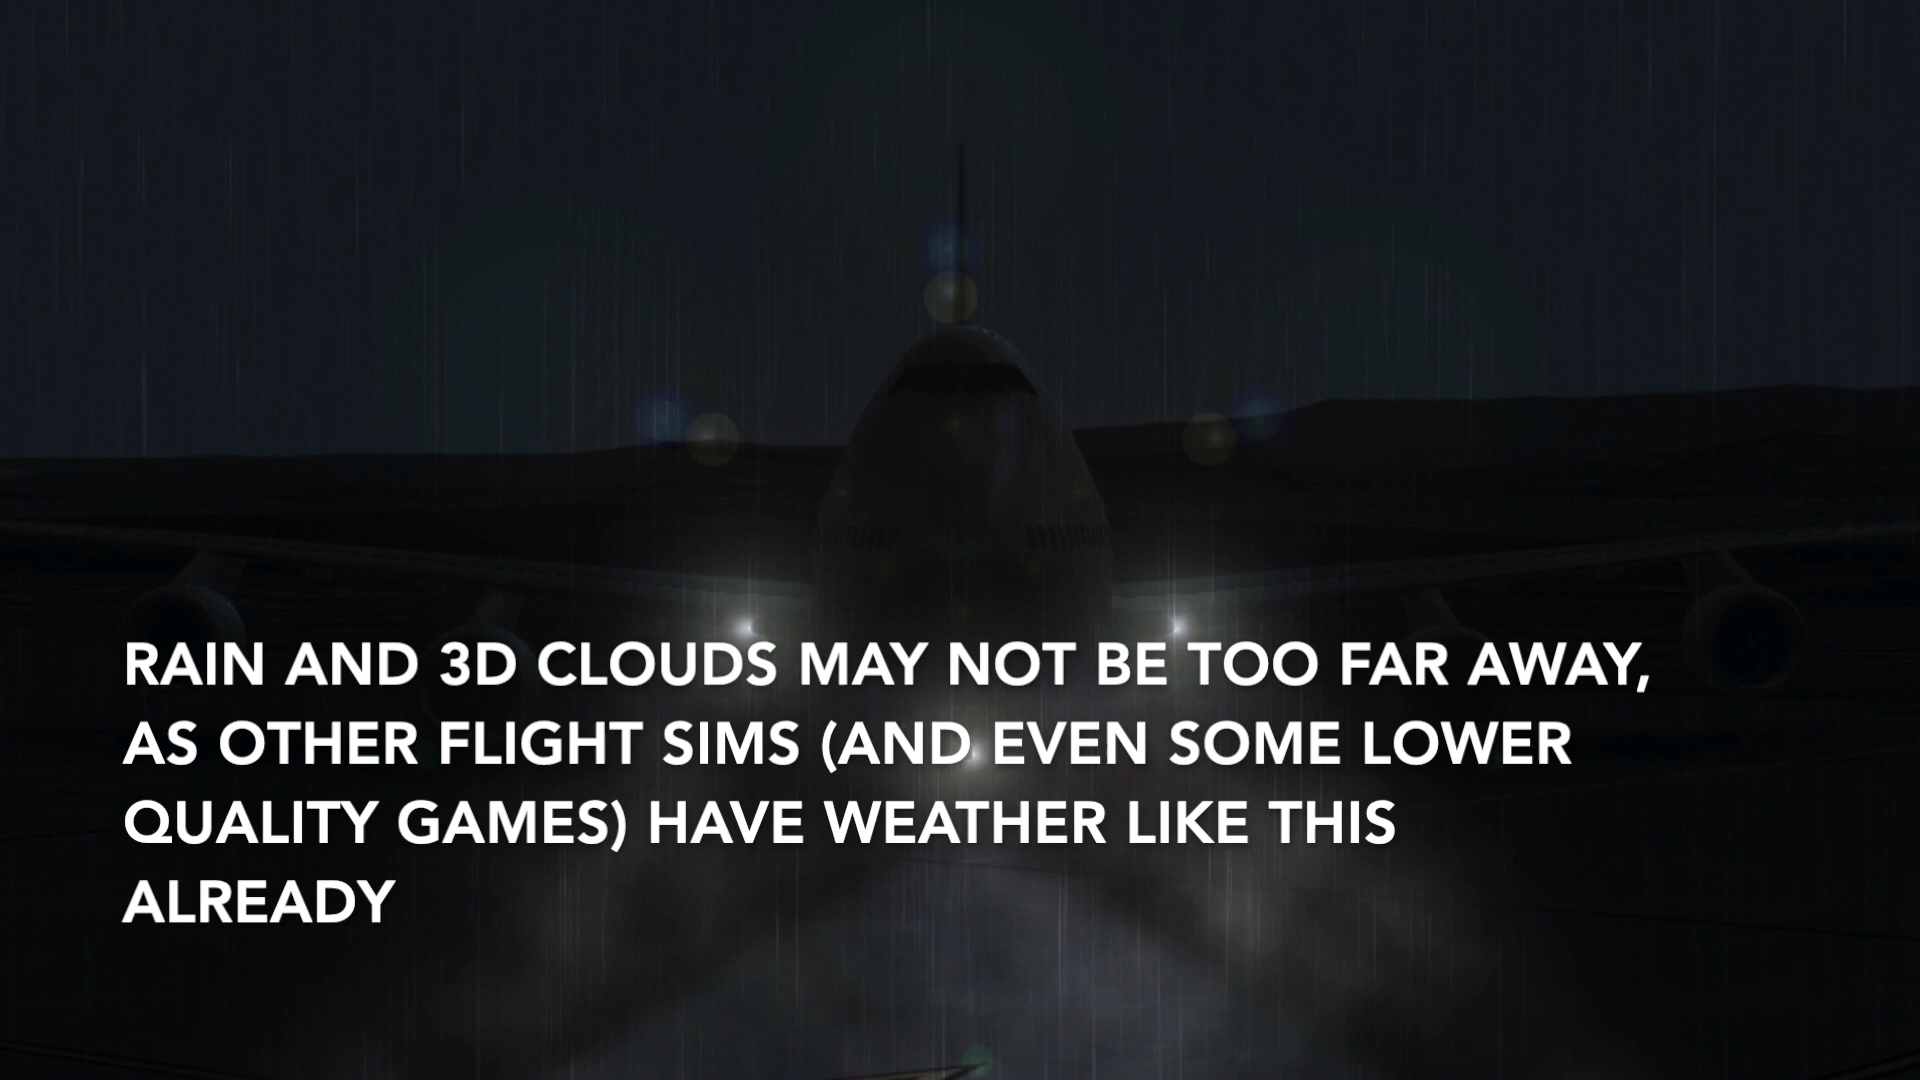 RAIN AND 3D CLOUDS MAY NOT BE TOO FAR AWAY,
AS OTHER FLIGHT SIMS (AND EVEN SOME LOWER
QUALITY GAMES) HAVE WEATHER LIKE THIS
ALREADY